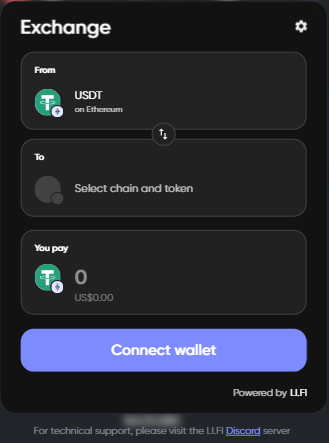 Exchange
From
USDT
on Ethereum
To
Select chain and token
You pay
0
US$0.00
Connect wallet
Powered by LI.FI
For technical support, please visit the LI.FI Discord server